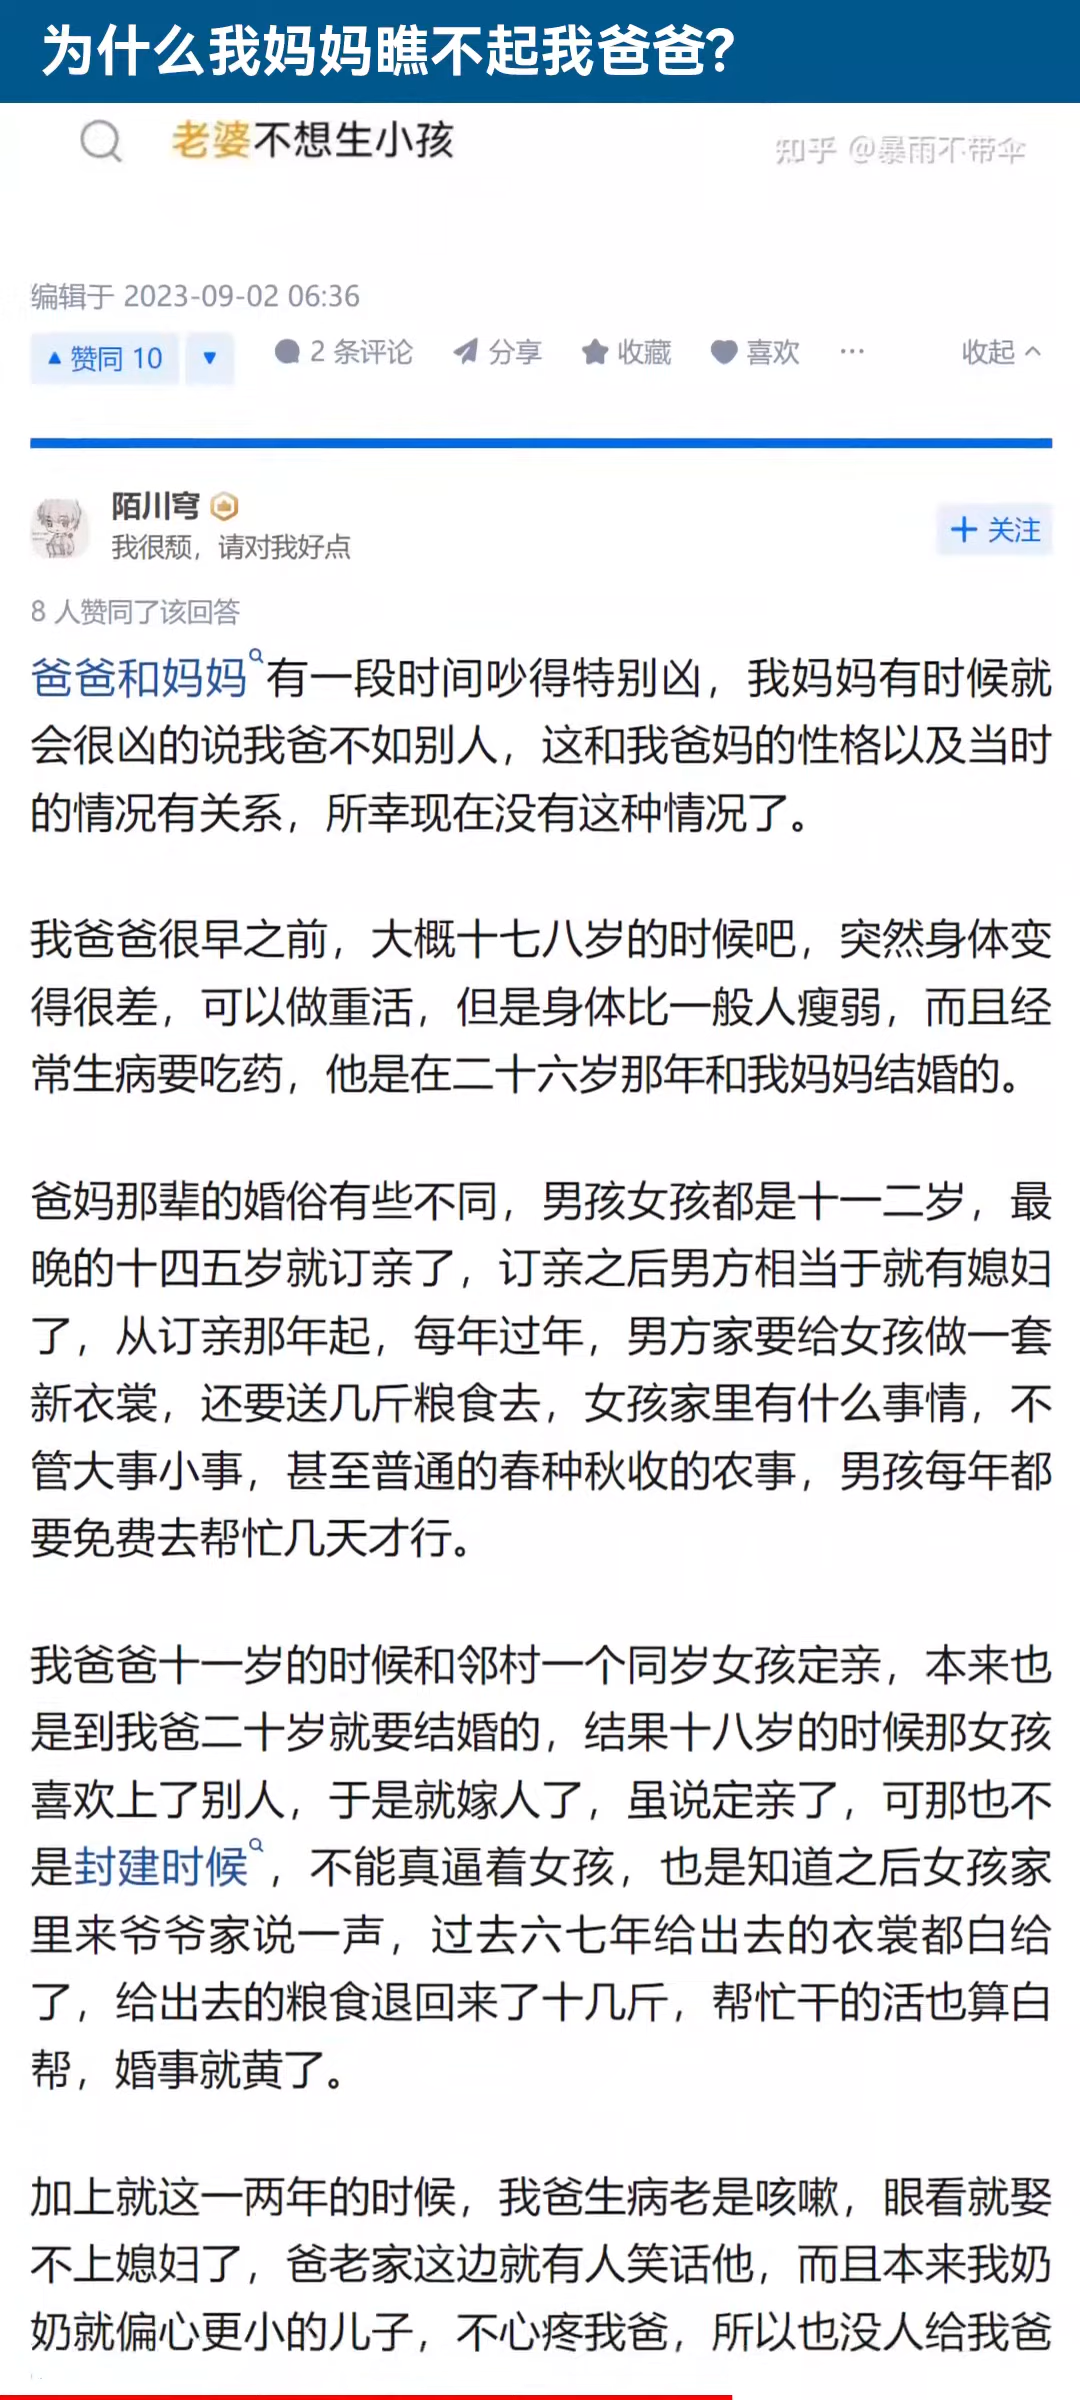 为什么我妈妈瞧不起我爸爸?
老婆不想生小孩
知乎 @暴雨不带伞
编辑于 2023-09-02 06:36
赞同 10
2 条评论
分享
收藏
喜欢
收起
陌川穹
我很颓，请对我好点
关注
8 人赞同了该回答
爸爸和妈妈有一段时间吵得特别凶，我妈妈有时候就
会很凶的说我爸不如别人，这和我爸妈的性格以及当时
的情况有关系，所幸现在没有这种情况了。
我爸爸很早之前，大概十七八岁的时候吧，突然身体变
得很差，可以做重活，但是身体比一般人瘦弱，而且经
常生病要吃药，他是在二十六岁那年和我妈妈结婚的。
爸妈那辈的婚俗有些不同，男孩女孩都是十一二岁，最
晚的十四五岁就订亲了，订亲之后男方相当于就有媳妇
了，从订亲那年起，每年过年，男方家要给女孩做一套
新衣裳，还要送几斤粮食去，女孩家里有什么事情，不
管大事小事，甚至普通的春种秋收的农事，男孩每年都
要免费去帮忙几天才行。
我爸爸十一岁的时候和邻村一个同岁女孩定亲，本来也
是到我爸二十岁就要结婚的，结果十八岁的时候那女孩
喜欢上了别人，于是就嫁人了，虽说定亲了，可那也不
是封建时候，不能真逼着女孩，也是知道之后女孩家
里来爷爷家说一声，过去六七年给出去的衣裳都白给
了，给出去的粮食退回来了十几斤，帮忙干的活也算白
帮，婚事就黄了。
加上就这一两年的时候，我爸生病老是咳嗽，眼看就娶
不上媳妇了，爸老家这边就有人笑话他，而且本来我奶
奶就偏心更小的儿子，不心疼我爸，所以也没人给我爸